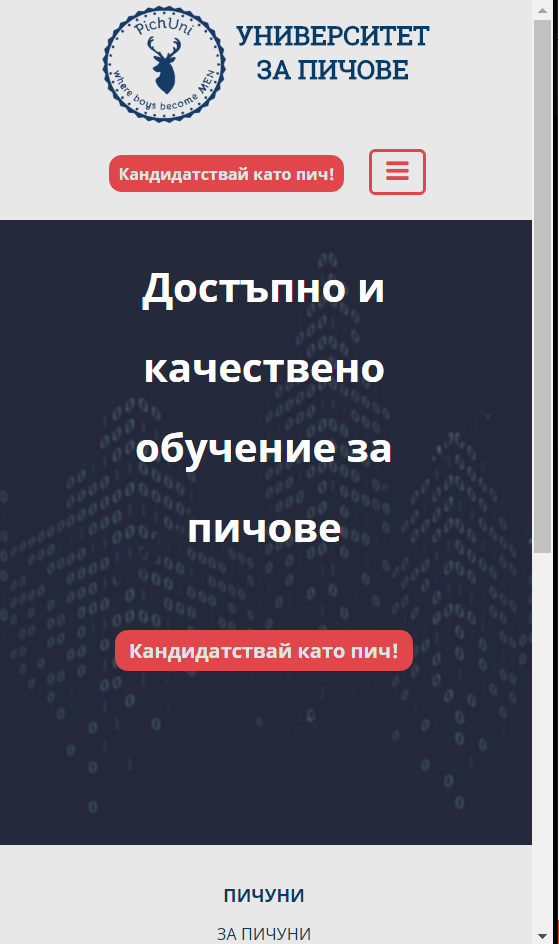 PichUni
where boys become MEN
УНИВЕРСИТЕТ
ЗА ПИЧОВЕ
Кандидатствай като пич!
Достъпно и
качествено
обучение за
пичове
Кандидатствай като пич!
ПИЧУНИ
ЗА ПИЧУНИ